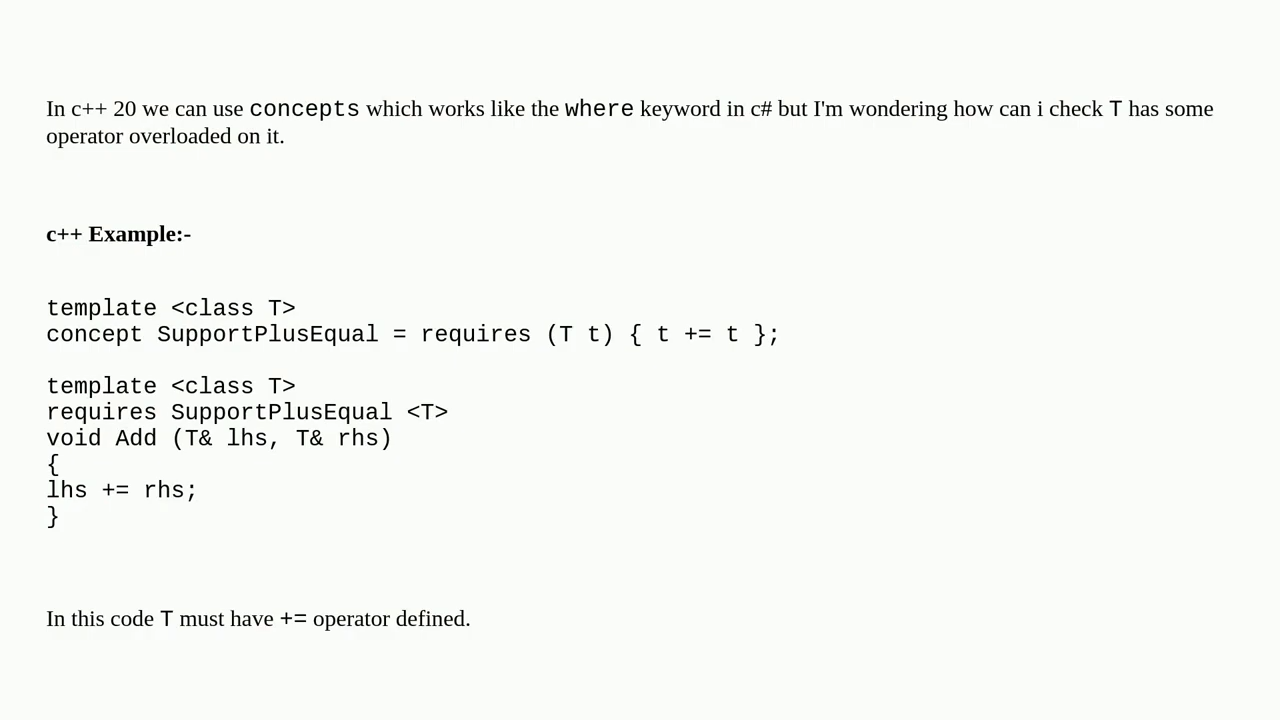 In c++ 20 we can use concepts which works like the where keyword in c# but I'm wondering how can i check T has some
operator overloaded on it.
c++ Example:-
template <class T>
concept SupportPlusEqual = requires (T t) { t += t };
template <class T>
requires SupportPlusEqual <T>
void Add (T& lhs, T& rhs)
{
lhs += rhs;
}
In this code T must have += operator defined.